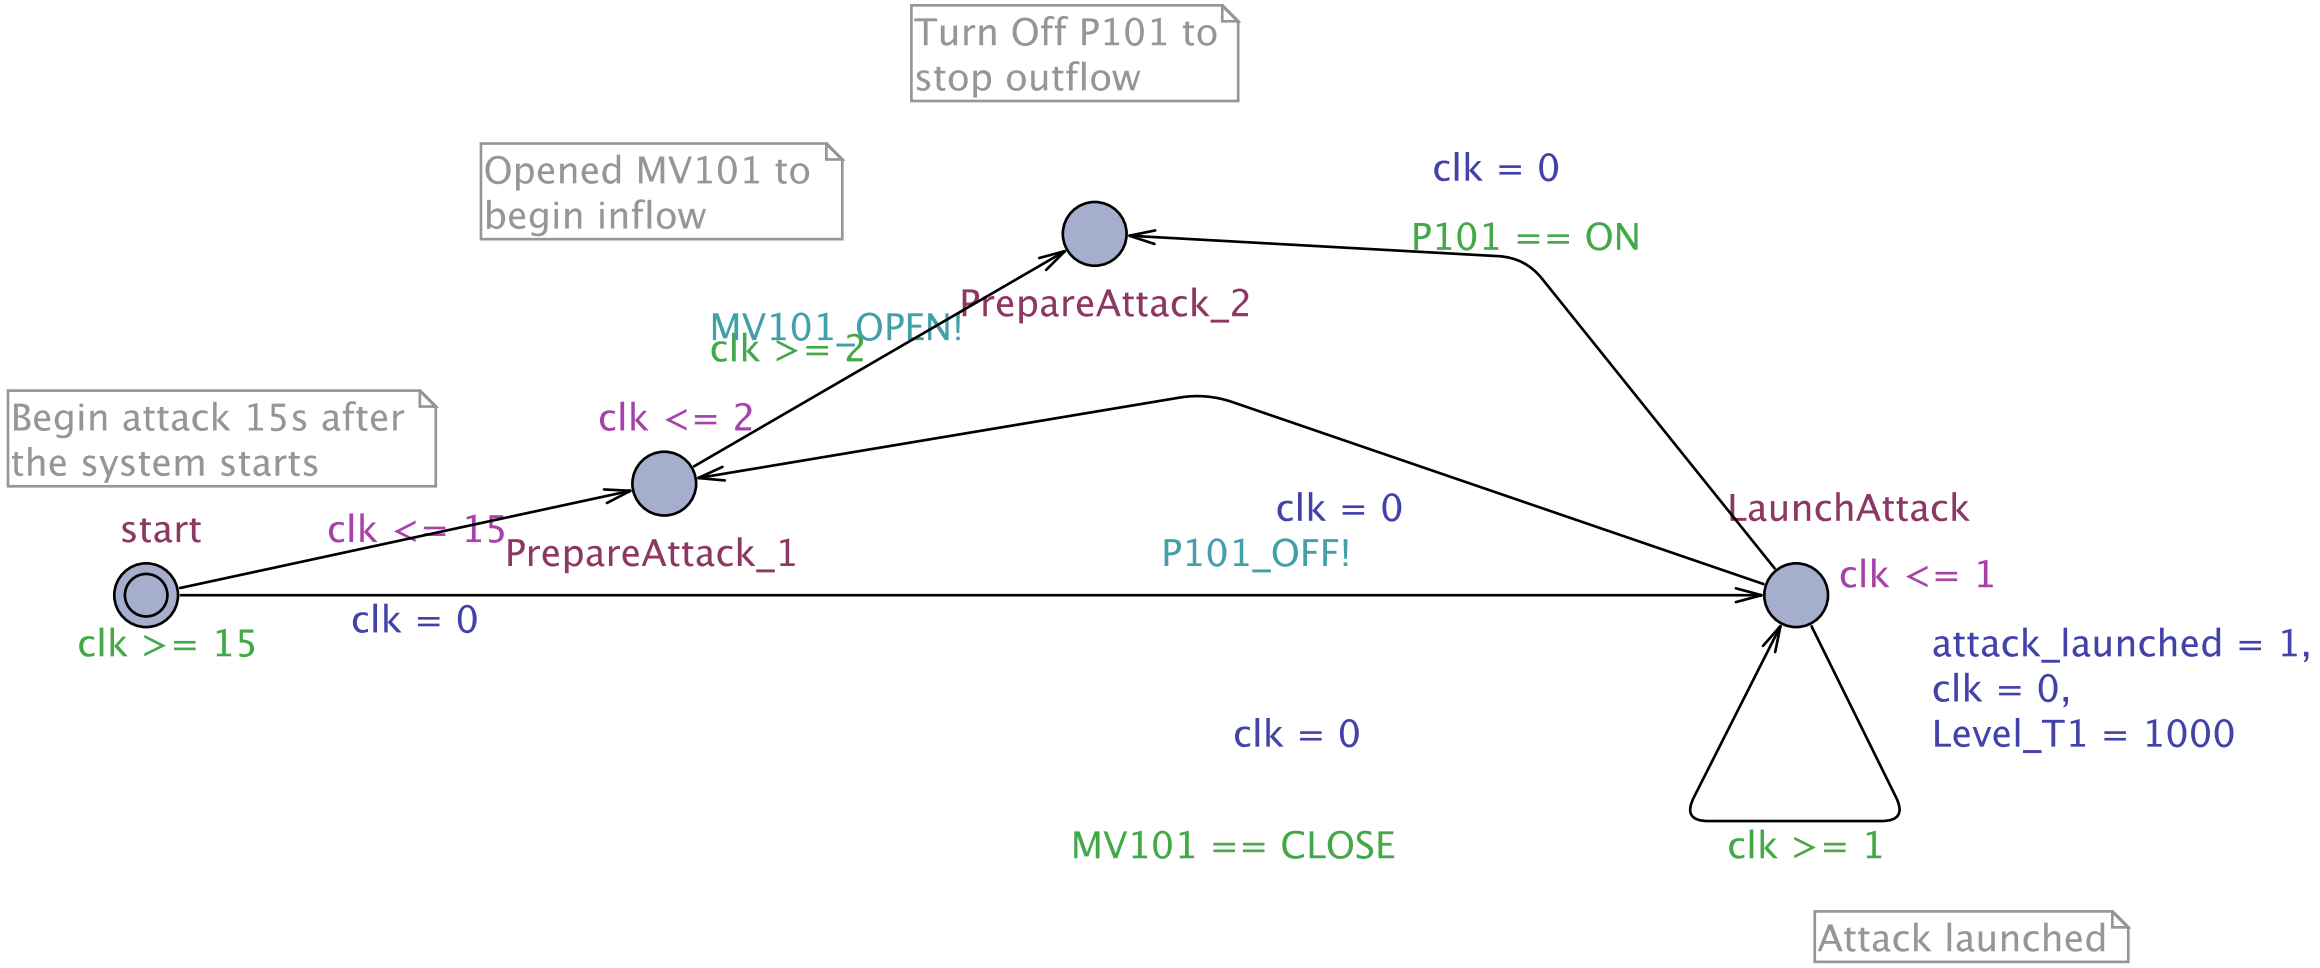 Turn Off P101 to
stop outflow
Opened MV101 to
begin inflow
clk = 0
P101 == ON
PrepareAttack_2
MV101_OPEN!
clk >= 2
Begin attack 15s after
the system starts
clk <= 2
start
clk <= 15
PrepareAttack_1
clk = 0
P101_OFF!
LaunchAttack
clk <= 1
clk >= 15
clk = 0
attack_launched = 1,
clk = 0,
Level_T1 = 1000
clk = 0
MV101 == CLOSE
clk >= 1
Attack launched